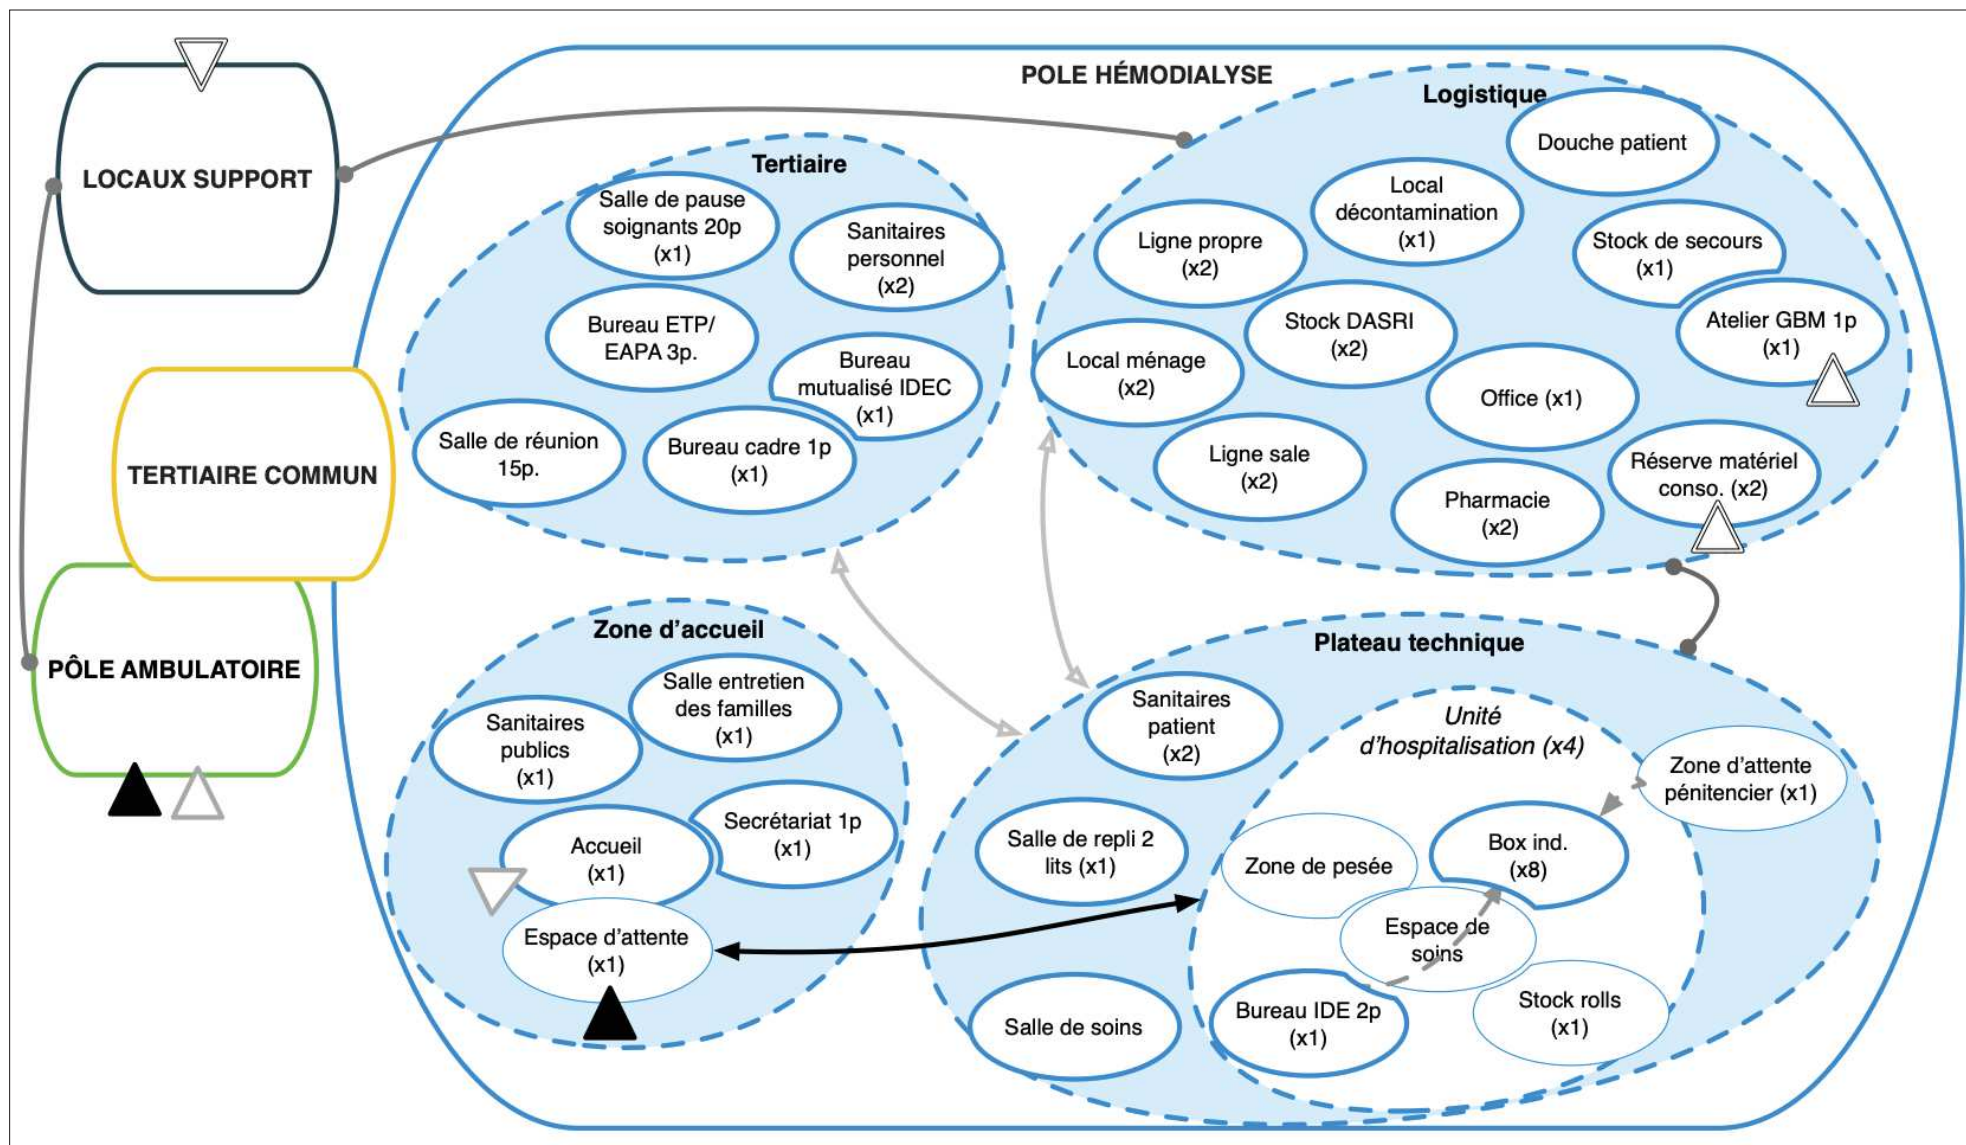 POLE HÉMODIALYSE
LOCAUX SUPPORT
TERTIAIRE COMMUN
PÔLE AMBULATOIRE
Tertiaire
Salle de pause
soignants 20p
(x1)
Sanitaires
personnel
(x2)
Bureau ETP/
EAPA 3p.
Bureau
mutualisé IDEC
(x1)
Salle de réunion
15p.
Bureau cadre 1p
(x1)
Logistique
Douche patient
Local
décontamination
(x1)
Ligne propre
(x2)
Stock de secours
(x1)
Stock DASRI
(x2)
Atelier GBM 1p
(x1)
Local ménage
(x2)
Office (x1)
Ligne sale
(x2)
Réserve matériel
conso. (x2)
Pharmacie
(x2)
Zone d'accueil
Salle entretien
des familles
(x1)
Sanitaires
publics
(x1)
Secrétariat 1p
(x1)
Accueil
(x1)
Espace d'attente
(x1)
Plateau technique
Sanitaires
patient
(x2)
Unité
d'hospitalisation (x4)
Zone d'attente
pénitencier (x1)
Salle de repli 2
lits (x1)
Zone de pesée
Box ind.
(x8)
Espace de
soins
Salle de soins
Bureau IDE 2p
(x1)
Stock rolls
(x1)